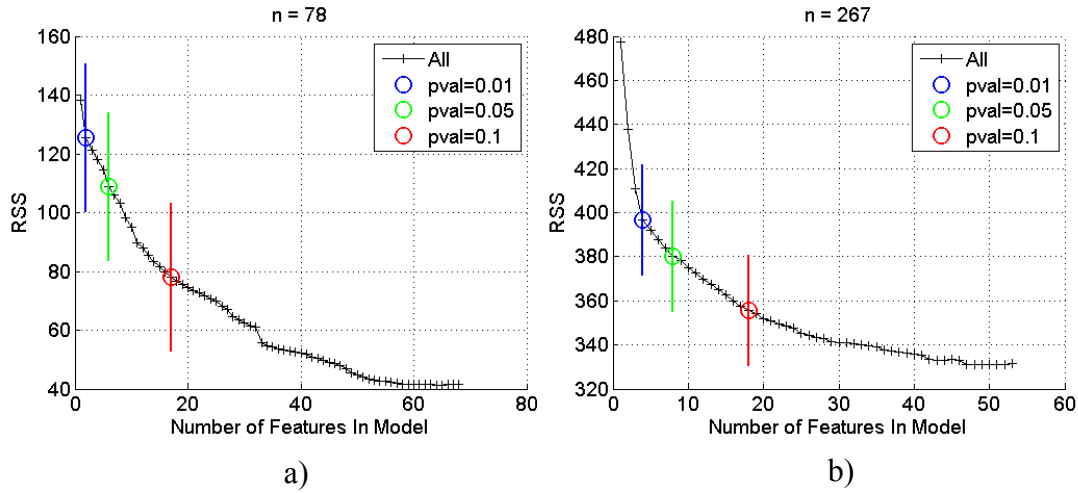 n = 78
160
140
120
100
80
60
40
RSS
0
20
40
60
80
Number of Features In Model
All
pval=0.01
pval=0.05
pval=0.1
a)
n = 267
480
460
440
420
400
380
360
340
320
RSS
0
10
20
30
40
50
60
Number of Features In Model
All
pval=0.01
pval=0.05
pval=0.1
b)